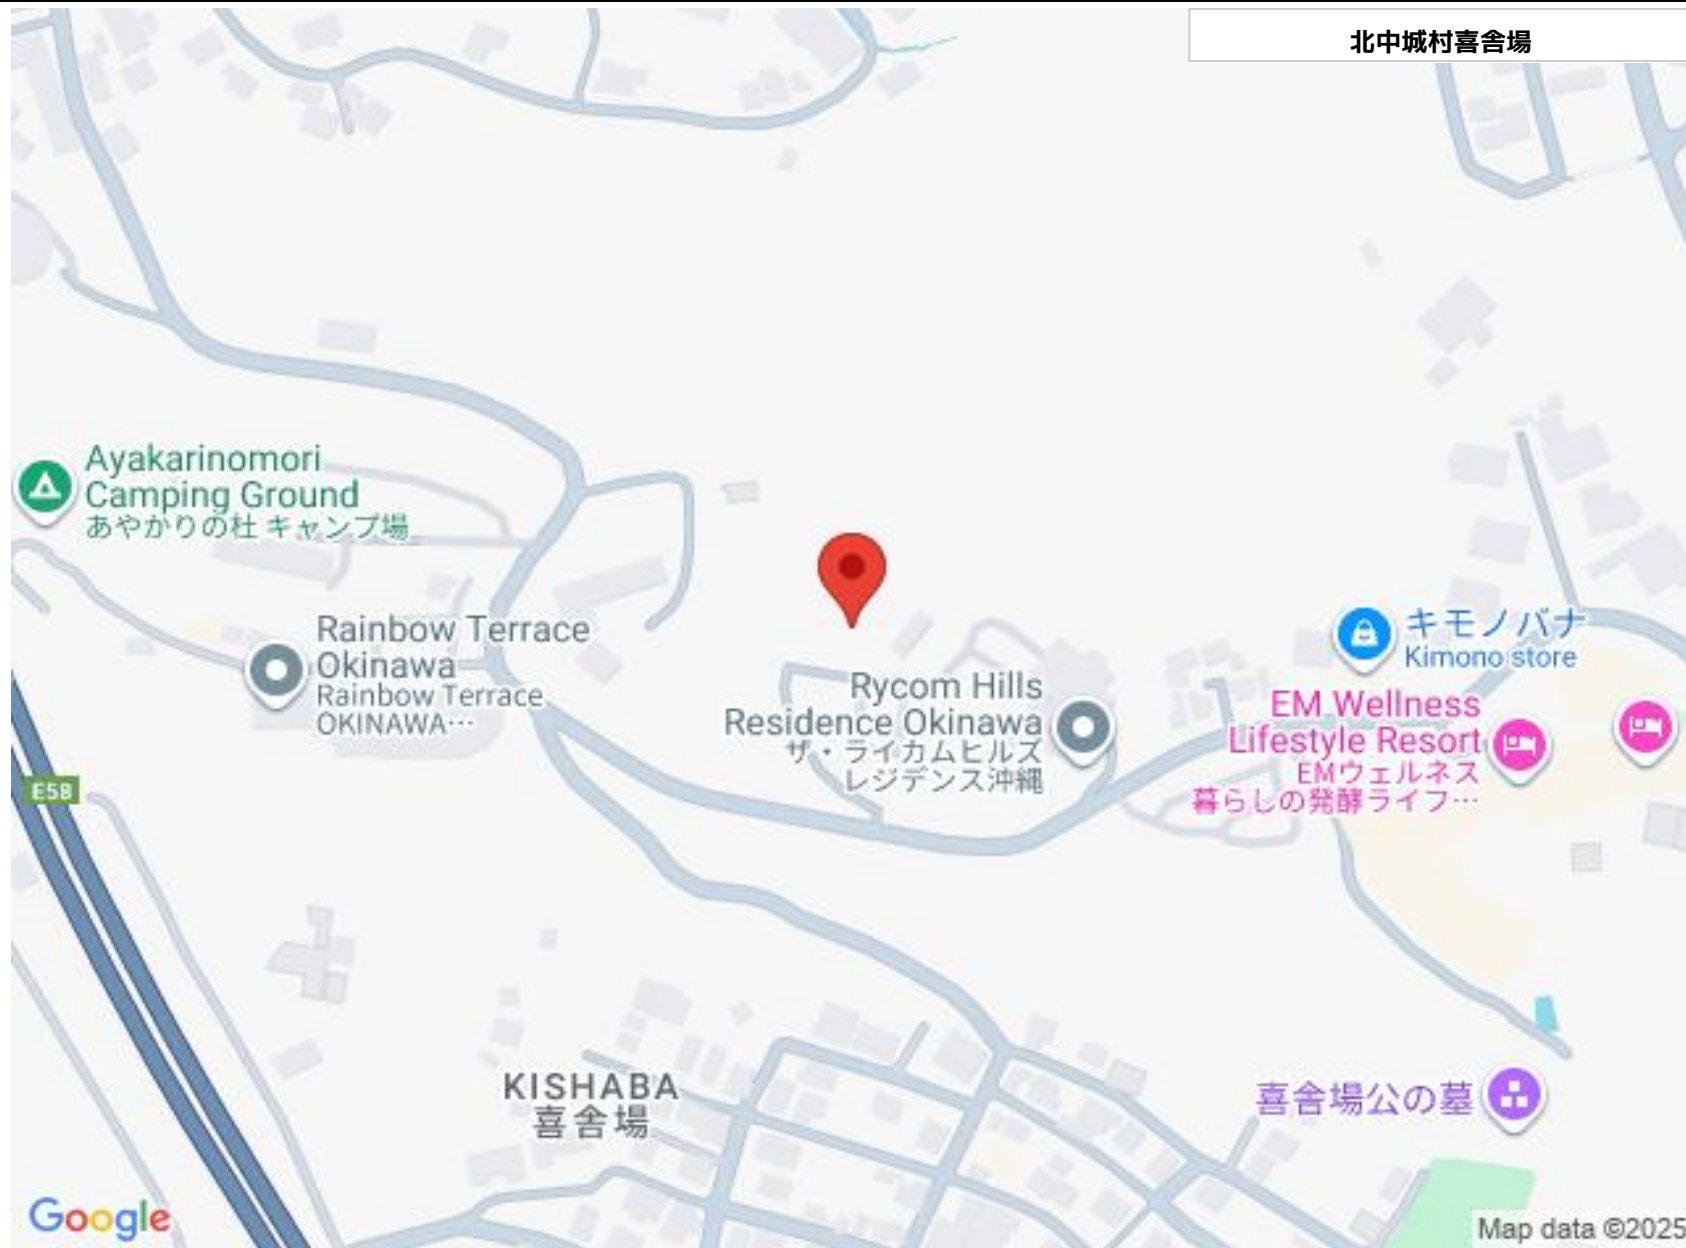 北中城村喜舎場
Ayakarinomori
Camping Ground
あやかりの杜 キャンプ場
Rainbow Terrace
Okinawa
Rainbow Terrace
OKINAWA…
Rycom Hills
Residence Okinawa
ザ・ライカムヒルズ
レジデンス沖縄
キモノバナ
Kimono store
EM Wellness
Lifestyle Resort
EMウェルネス
暮らしの発酵ライフ…
E58
KISHABA
喜舎場
喜舎場公の墓
Google
Map data ©2025